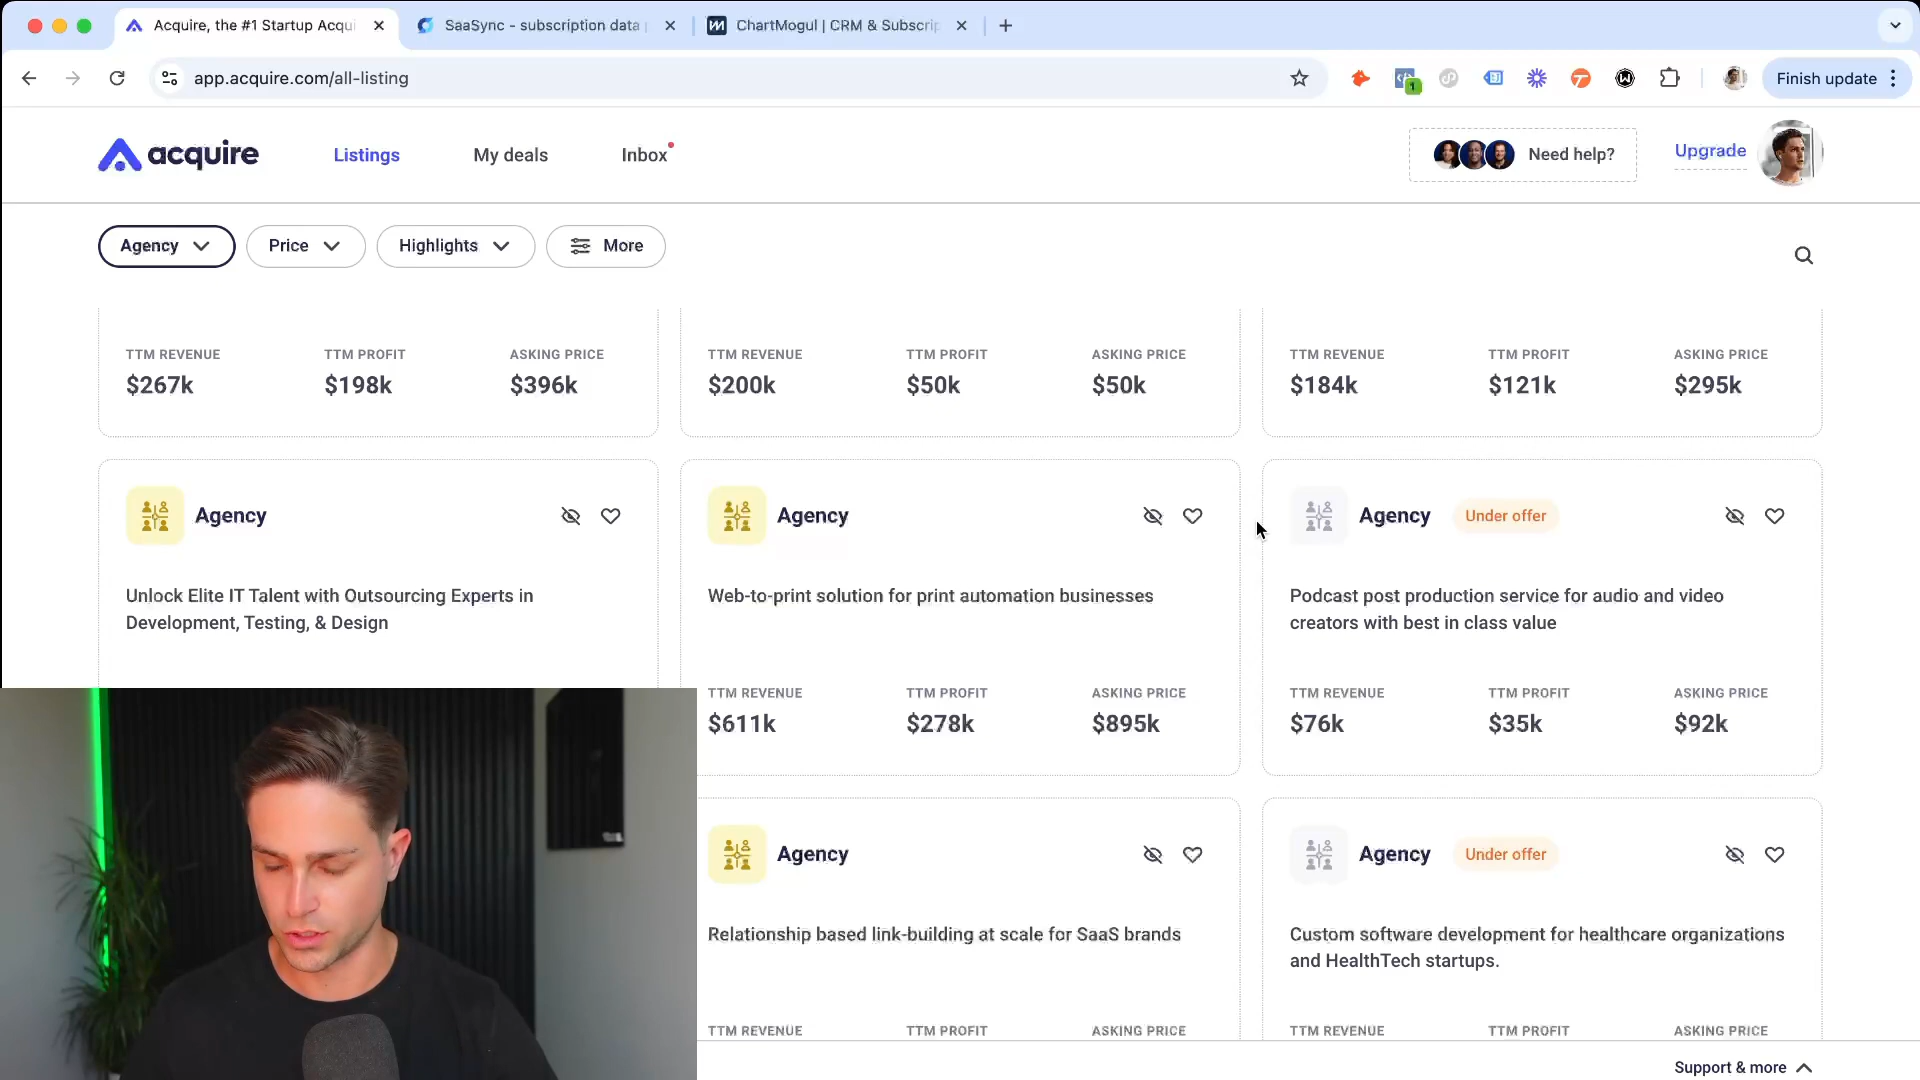 Acquire, the #1 Startup Acqui
SaaSync - subscription data
ChartMogul | CRM & Subscrip
app.acquire.com/all-listing
1
Finish update
acquire
Listings
My deals
Inbox
Need help?
Upgrade
Agency
Price
Highlights
More
TTM REVENUE TTM PROFIT ASKING PRICE
$267k $198k $396k
TTM REVENUE TTM PROFIT ASKING PRICE
$200k $50k $50k
TTM REVENUE TTM PROFIT ASKING PRICE
$184k $121k $295k
Agency
Unlock Elite IT Talent with Outsourcing Experts in
Development, Testing, & Design
Agency
Web-to-print solution for print automation businesses
TTM REVENUE TTM PROFIT ASKING PRICE
$611k $278k $895k
Agency Under offer
Podcast post production service for audio and video
creators with best in class value
TTM REVENUE TTM PROFIT ASKING PRICE
$76k $35k $92k
Agency
Relationship based link-building at scale for SaaS brands
TTM REVENUE TTM PROFIT ASKING PRICE
Agency Under offer
Custom software development for healthcare organizations
and HealthTech startups.
TTM REVENUE TTM PROFIT ASKING PRICE
Support & more